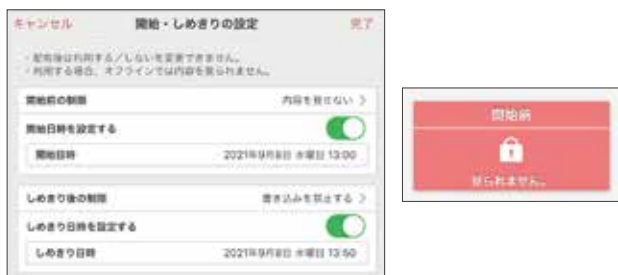 キャンセル 開始・しめきりの設定 完了
・配布後は利用する／しないを変更できません。
・利用する場合、オフラインでは内容を見られません。
開始前の制限 内容を見せない >
開始日時を設定する
開始日時 2021年9月8日 水曜日 13:00
しめきり後の制限 書き込みを禁止する >
しめきり日時を設定する
しめきり日時 2021年9月8日 水曜日 13:50
開始前
見られません。